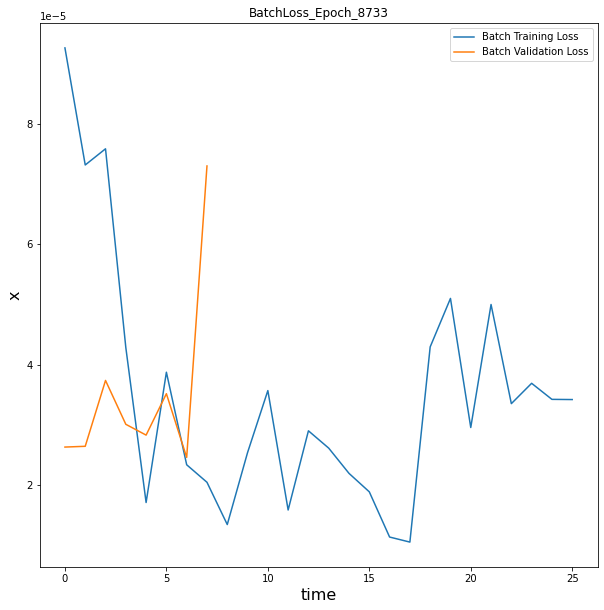 BatchLoss_Epoch_8733
1e−5
Batch Training Loss
Batch Validation Loss
8
6
4
2
x
0 5 10 15 20 25
time